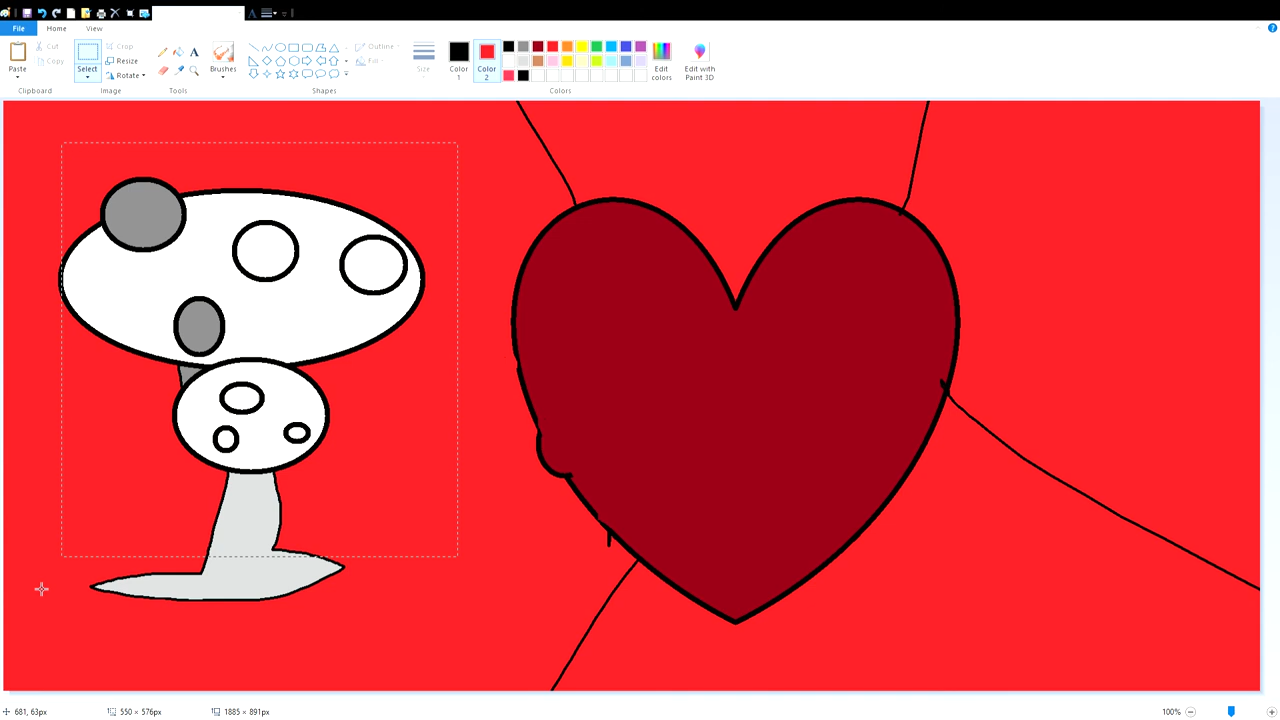 File Home View
Paste
Cut
Copy
Clipboard
Select
Crop
Resize
Rotate
Image
A
Tools
Brushes
Shapes
Outline
Fill
Size
Color
1
Color
2
Colors
Edit
colors
Edit with
Paint 3D
681, 63px 550 × 576px 1885 × 891px 100%